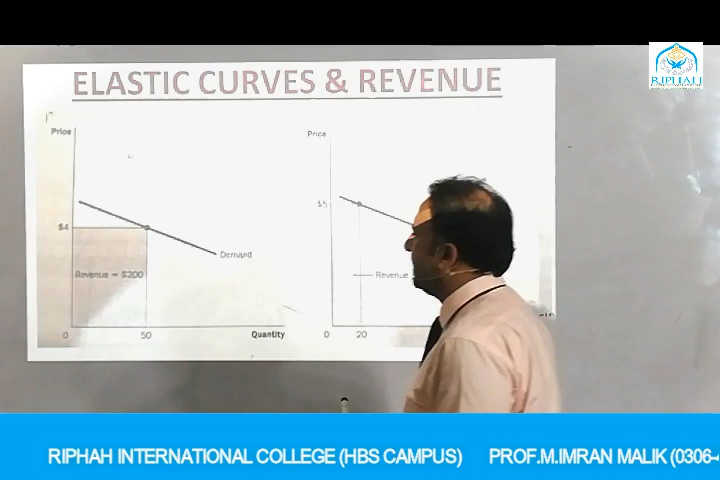 RIPHAH
ELASTIC CURVES & REVENUE
Price
$4
Demand
Revenue = $200
0
50
Quantity
Price
$5
Revenue
0
20
RIPHAH INTERNATIONAL COLLEGE (HBS CAMPUS) PROF.M.IMRAN MALIK (0306-